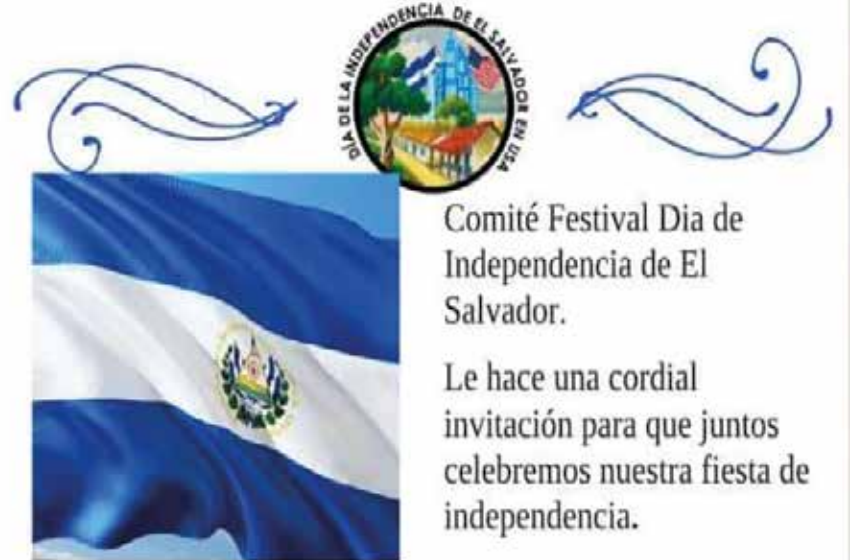 DÍA DE LA INDEPENDENCIA DE EL SALVADOR EN USA
Comité Festival Dia de
Independencia de El
Salvador.
Le hace una cordial
invitación para que juntos
celebremos nuestra fiesta de
independencia.